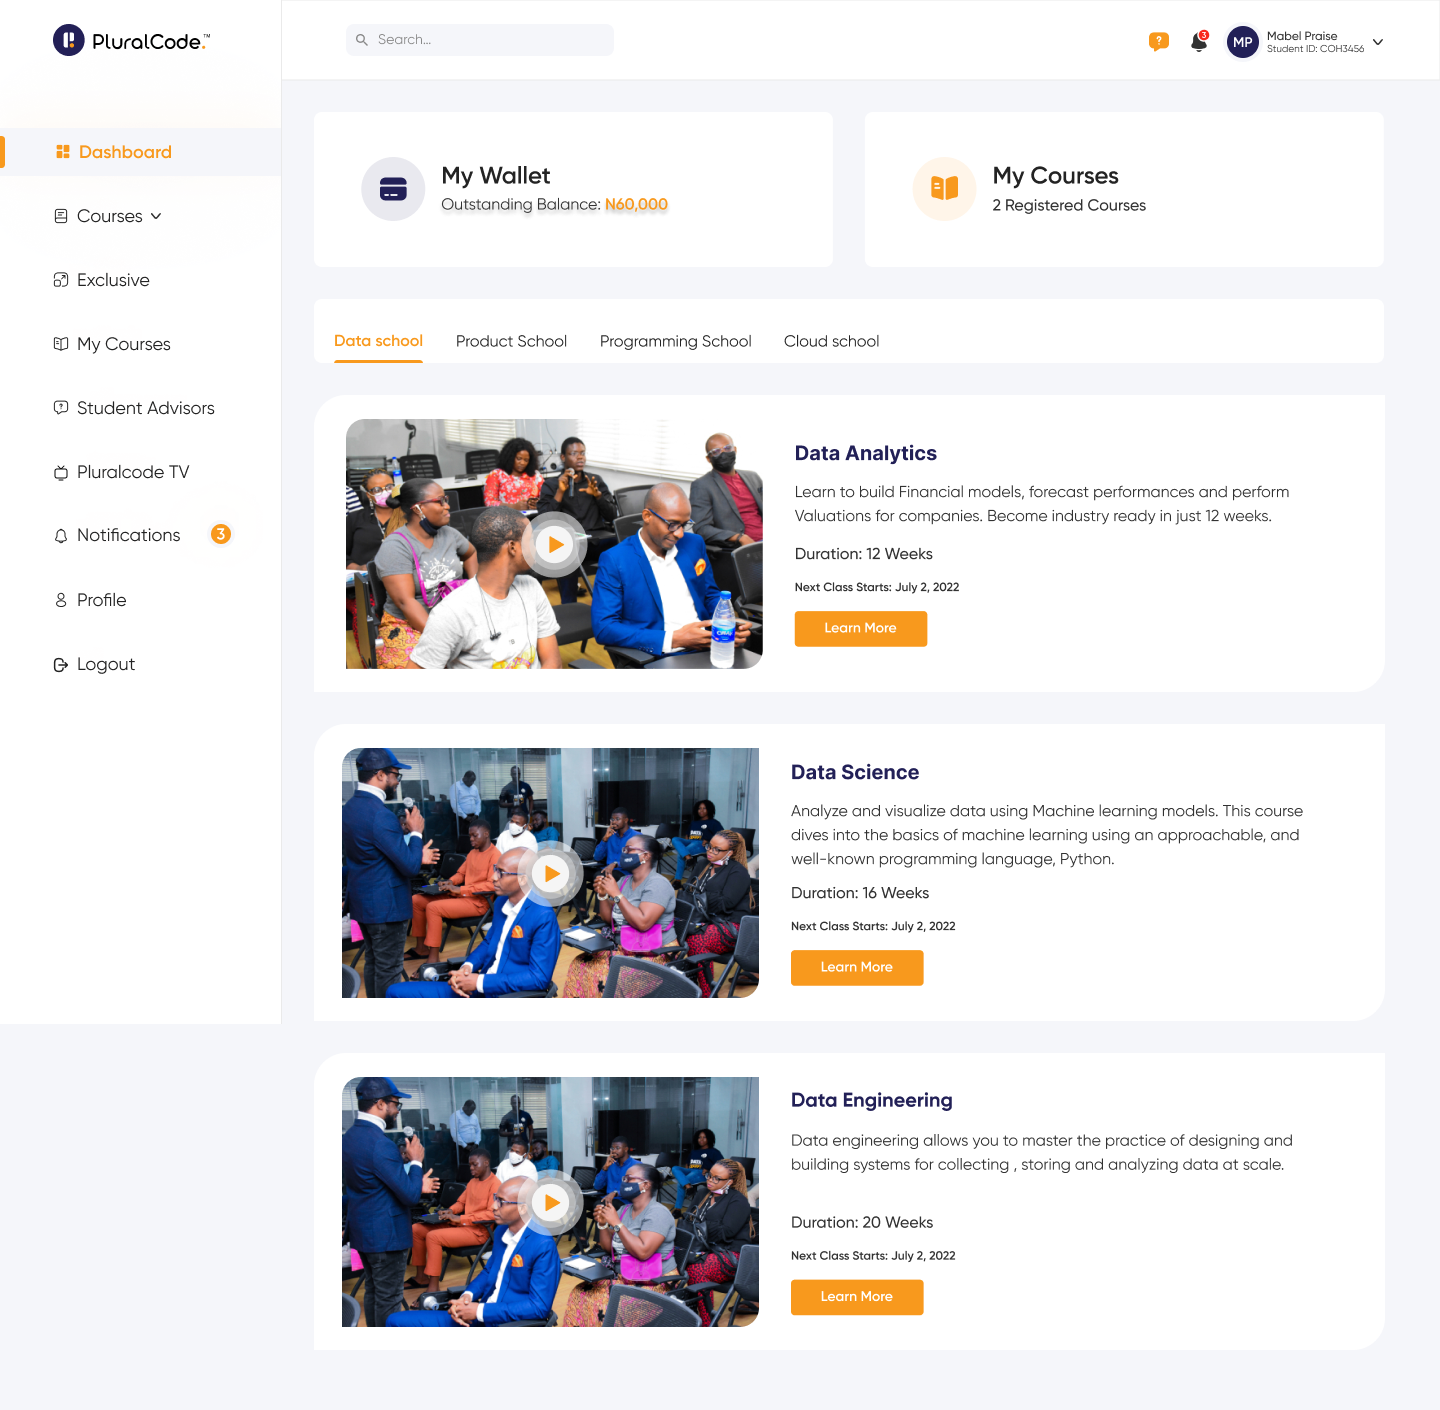 PluralCode.™
Search...
?
3
MP
Mabel Praise
Student ID: COH3456
Dashboard
Courses
Exclusive
My Courses
Student Advisors
Pluralcode TV
Notifications
3
Profile
Logout
My Wallet
Outstanding Balance: N60,000
My Courses
2 Registered Courses
Data school
Product School
Programming School
Cloud school
Data Analytics
Learn to build Financial models, forecast performances and perform
Valuations for companies. Become industry ready in just 12 weeks.
Duration: 12 Weeks
Next Class Starts: July 2, 2022
Learn More
Data Science
Analyze and visualize data using Machine learning models. This course
dives into the basics of machine learning using an approachable, and
well-known programming language, Python.
Duration: 16 Weeks
Next Class Starts: July 2, 2022
Learn More
Data Engineering
Data engineering allows you to master the practice of designing and
building systems for collecting , storing and analyzing data at scale.
Duration: 20 Weeks
Next Class Starts: July 2, 2022
Learn More